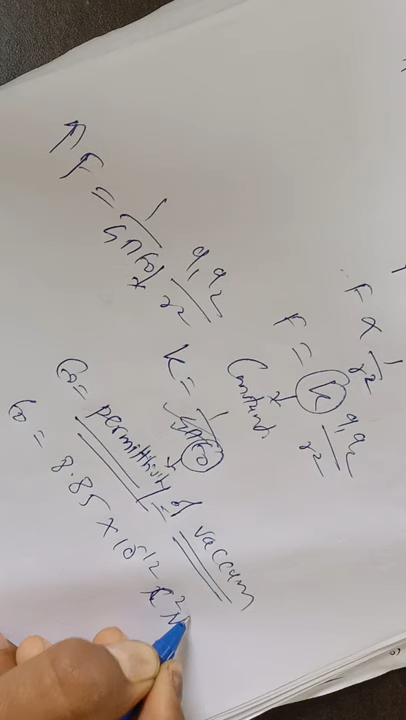 F ∝ 1/r²
F = k q₁q₂/r²
Constant
k = 1/4πε₀
F = 1/4πε₀ q₁q₂/r²
ε₀ = permittivity of vaccum
ε₀ = 8.85 × 10⁻¹² C²N